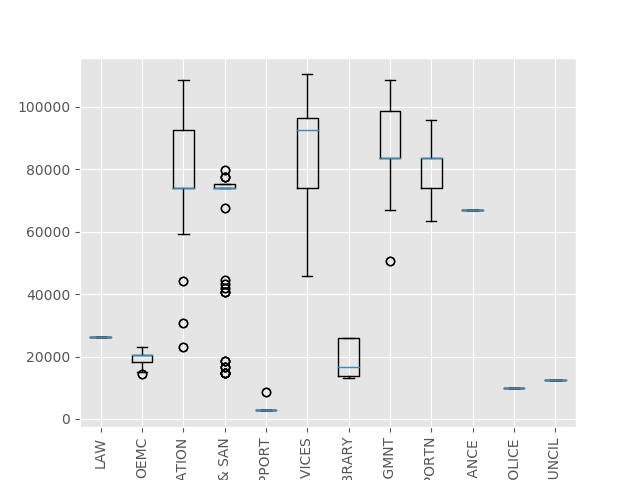 100000
80000
60000
40000
20000
0
LAW
OEMC
ATION
& SAN
PPORT
VICES
BRARY
GMNT
PORTN
ANCE
OLICE
UNCIL